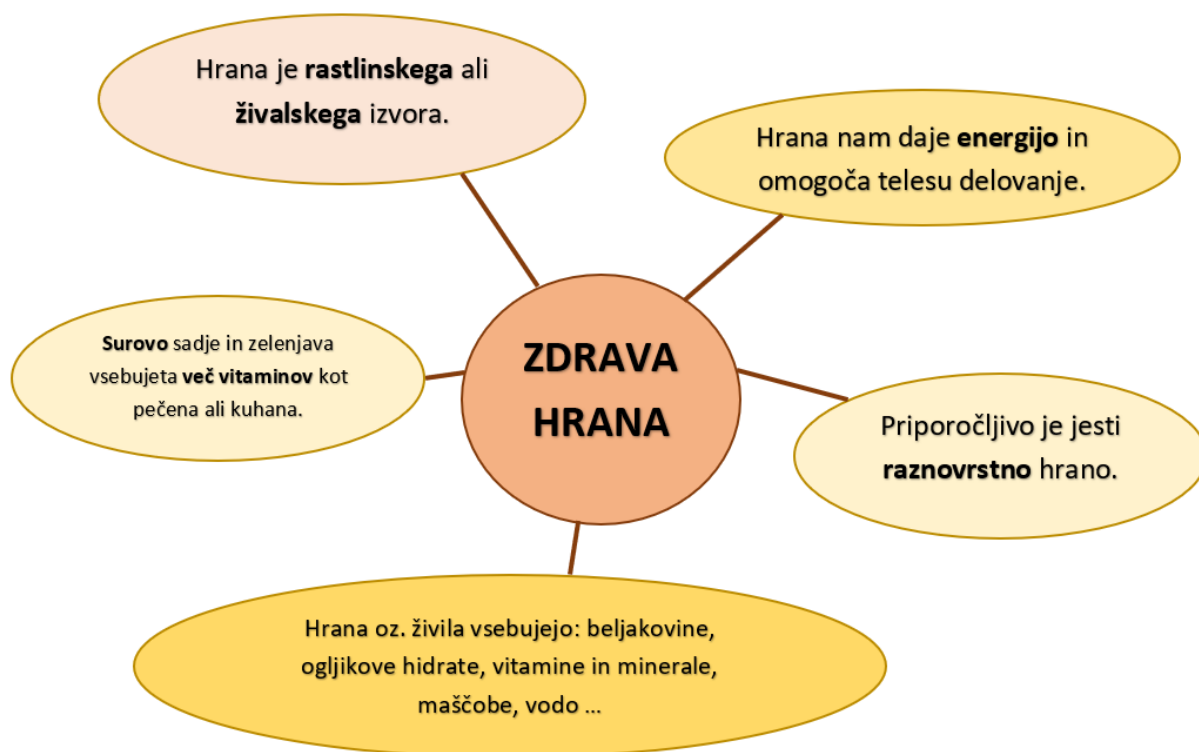 Hrana je rastlinskega ali
živalskega izvora.
Hrana nam daje energijo in
omogoča telesu delovanje.
Surovo sadje in zelenjava
vsebujeta več vitaminov kot
pečena ali kuhana.
ZDRAVA
HRANA
Priporočljivo je jesti
raznovrstno hrano.
Hrana oz. živila vsebujejo: beljakovine,
ogljikove hidrate, vitamine in minerale,
maščobe, vodo …